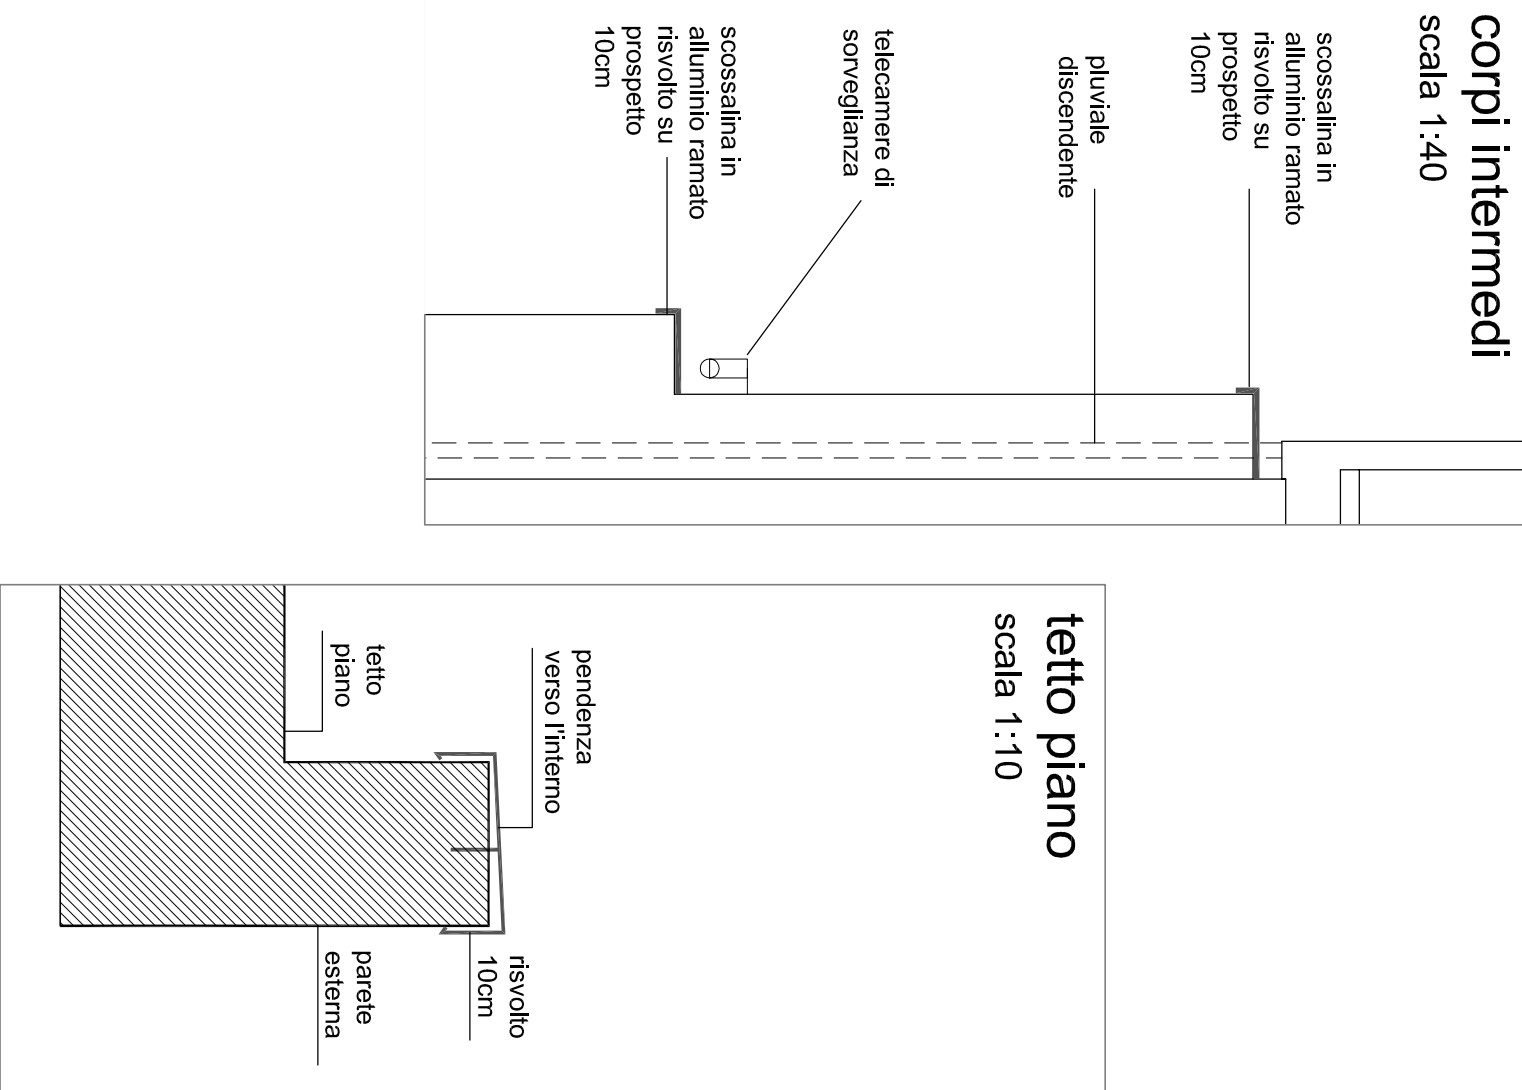 corpi intermedi
scala 1:40
scossalina in
alluminio ramato
risvolto su
prospetto
10cm
pluviale
discendente
telecamere di
sorveglianza
scossalina in
alluminio ramato
risvolto su
prospetto
10cm
tetto piano
scala 1:10
pendenza
verso l'interno
tetto
piano
risvolto
10cm
parete
esterna